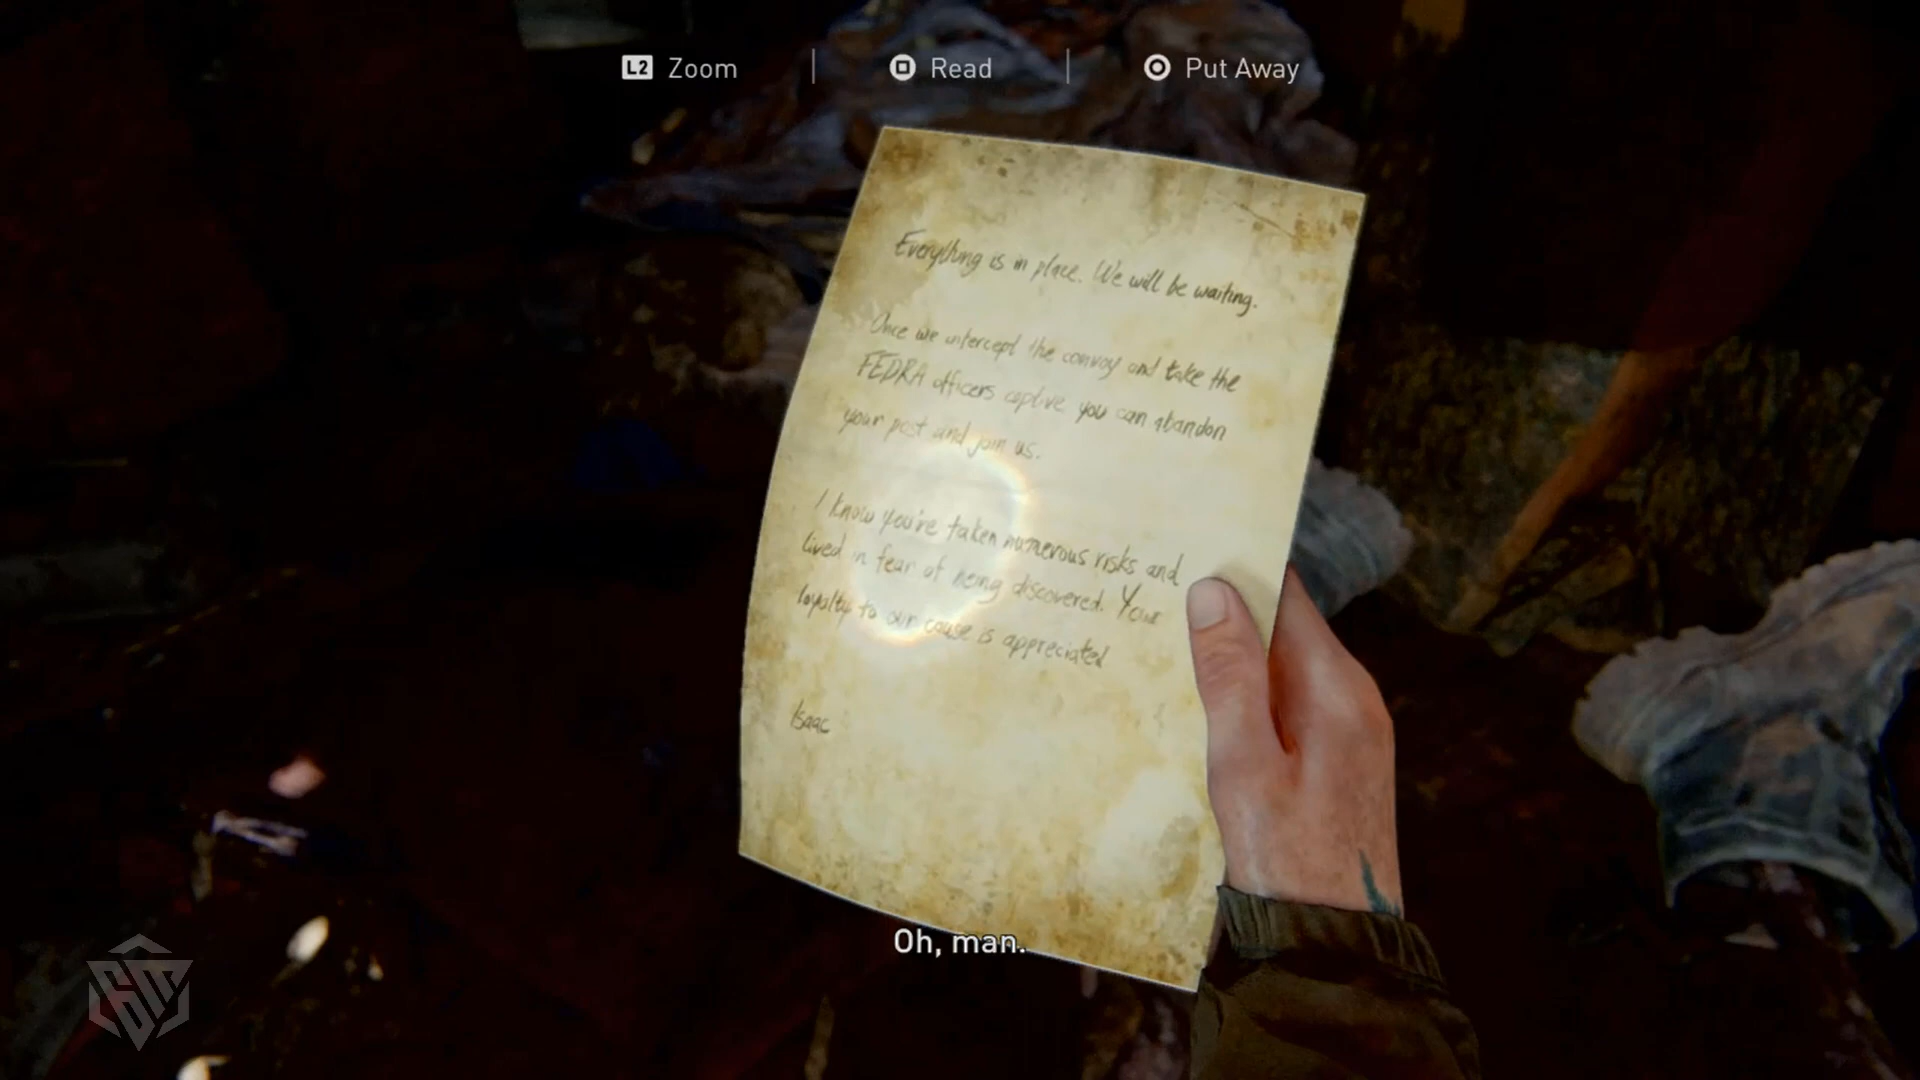 L2 Zoom | Read | Put Away
Everything is in place. We will be waiting.
Once we intercept the convoy and take the
FEDRA officers captive you can abandon
your post and join us.
I know you've taken numerous risks and
lived in fear of being discovered. Your
loyalty to our cause is appreciated
Isaac
Oh, man.